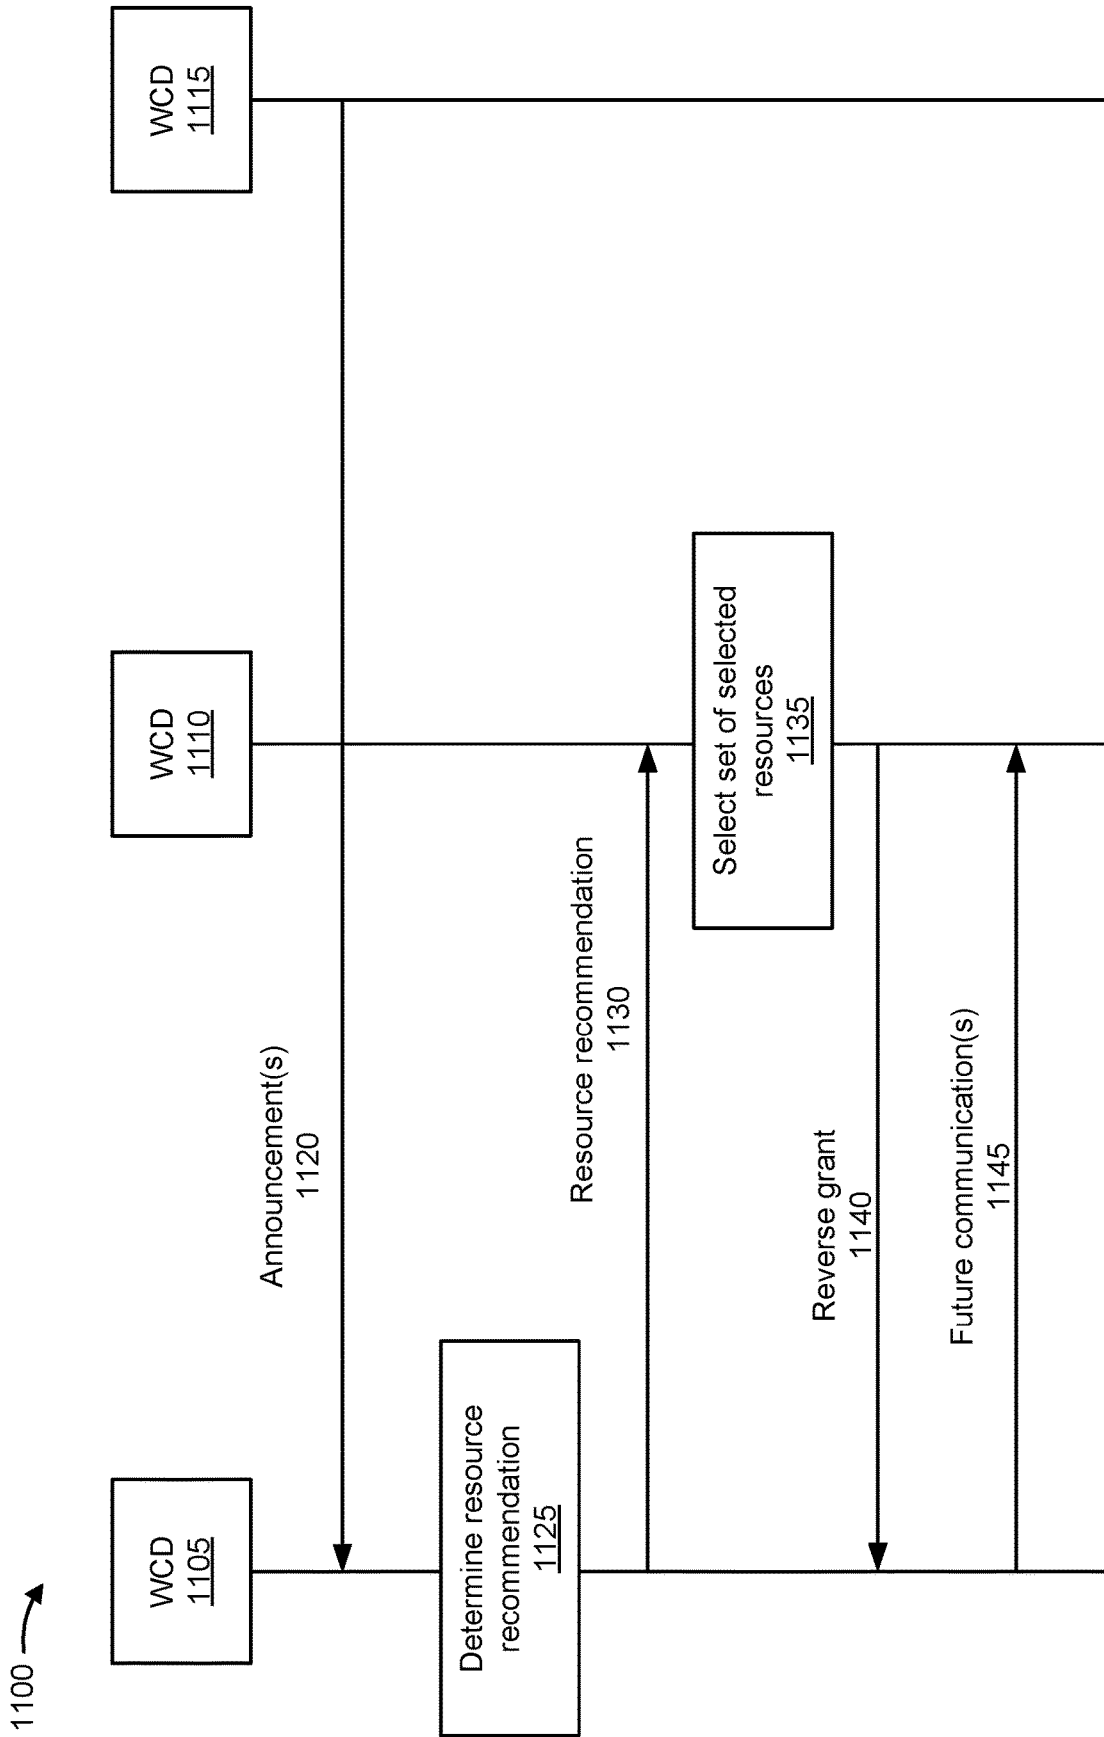 1100
WCD
1105
WCD
1110
WCD
1115
Announcement(s)
1120
Determine resource
recommendation
1125
Resource recommendation
1130
Select set of selected
resources
1135
Reverse grant
1140
Future communication(s)
1145